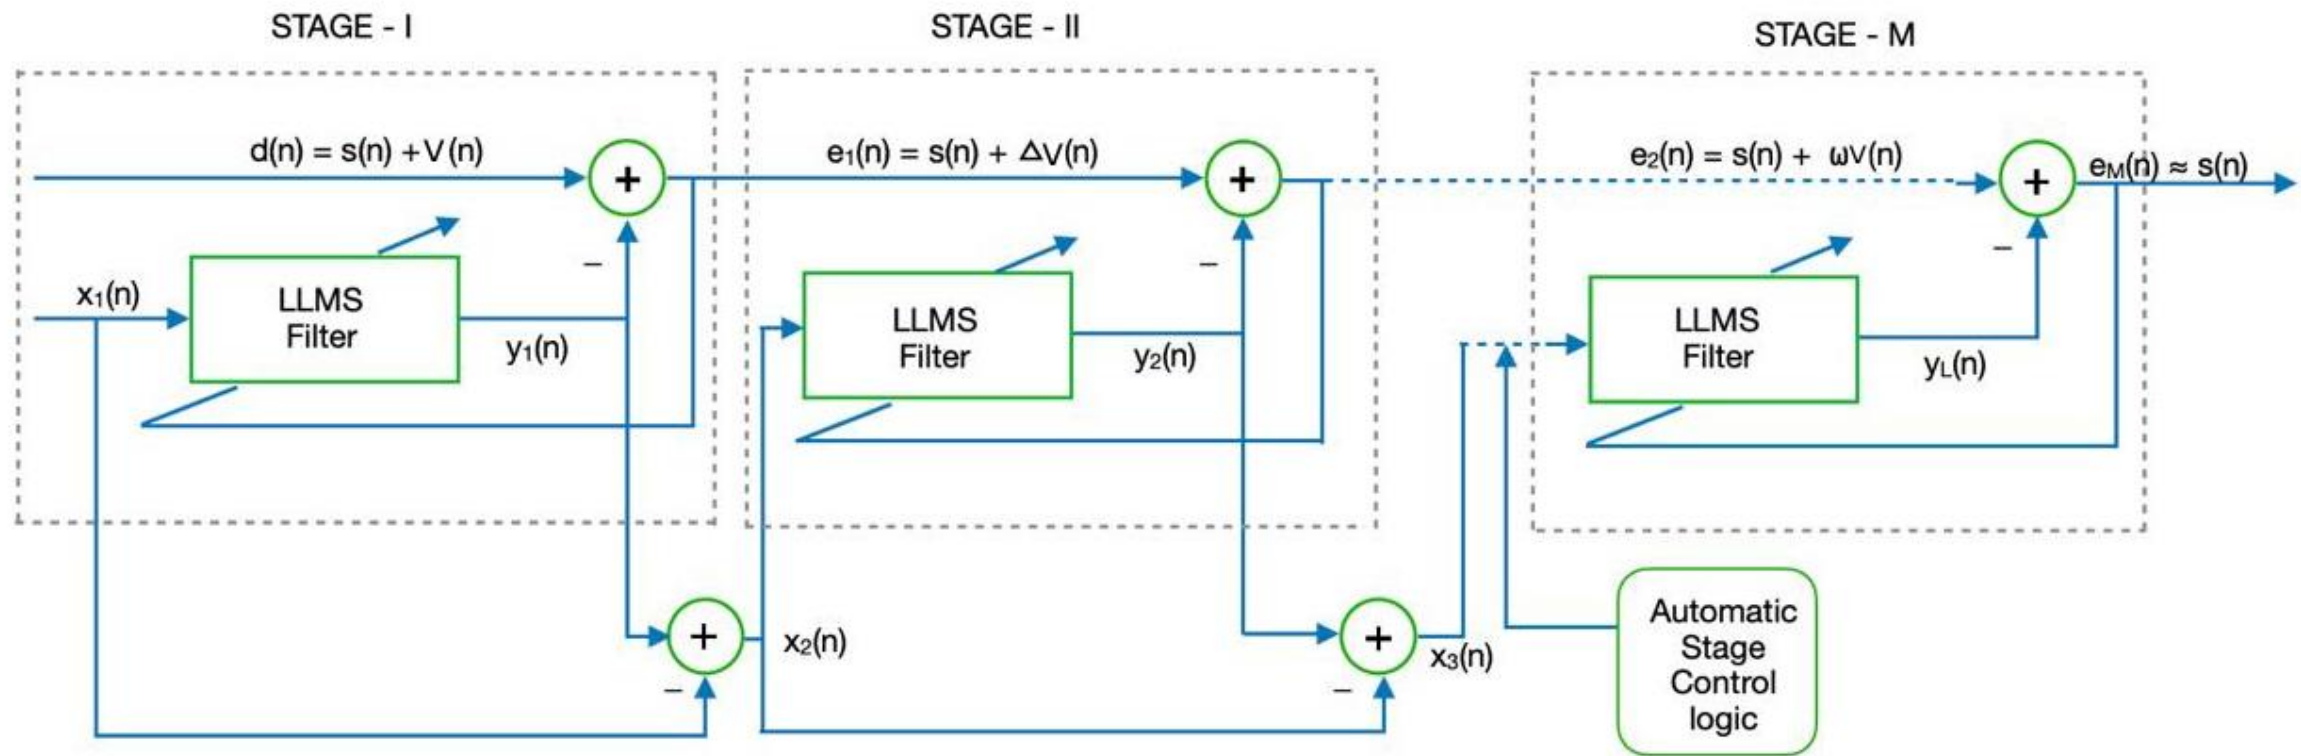 STAGE - I
STAGE - II
STAGE - M
d(n) = s(n) +V(n)
+
e₁(n) = s(n) + ΔV(n)
+
e₂(n) = s(n) + ωV(n)
+
eM(n) ≈ s(n)
x₁(n)
LLMS
Filter
y₁(n)
–
LLMS
Filter
y₂(n)
–
LLMS
Filter
yL(n)
–
+
–
x₂(n)
+
–
x₃(n)
Automatic
Stage
Control
logic